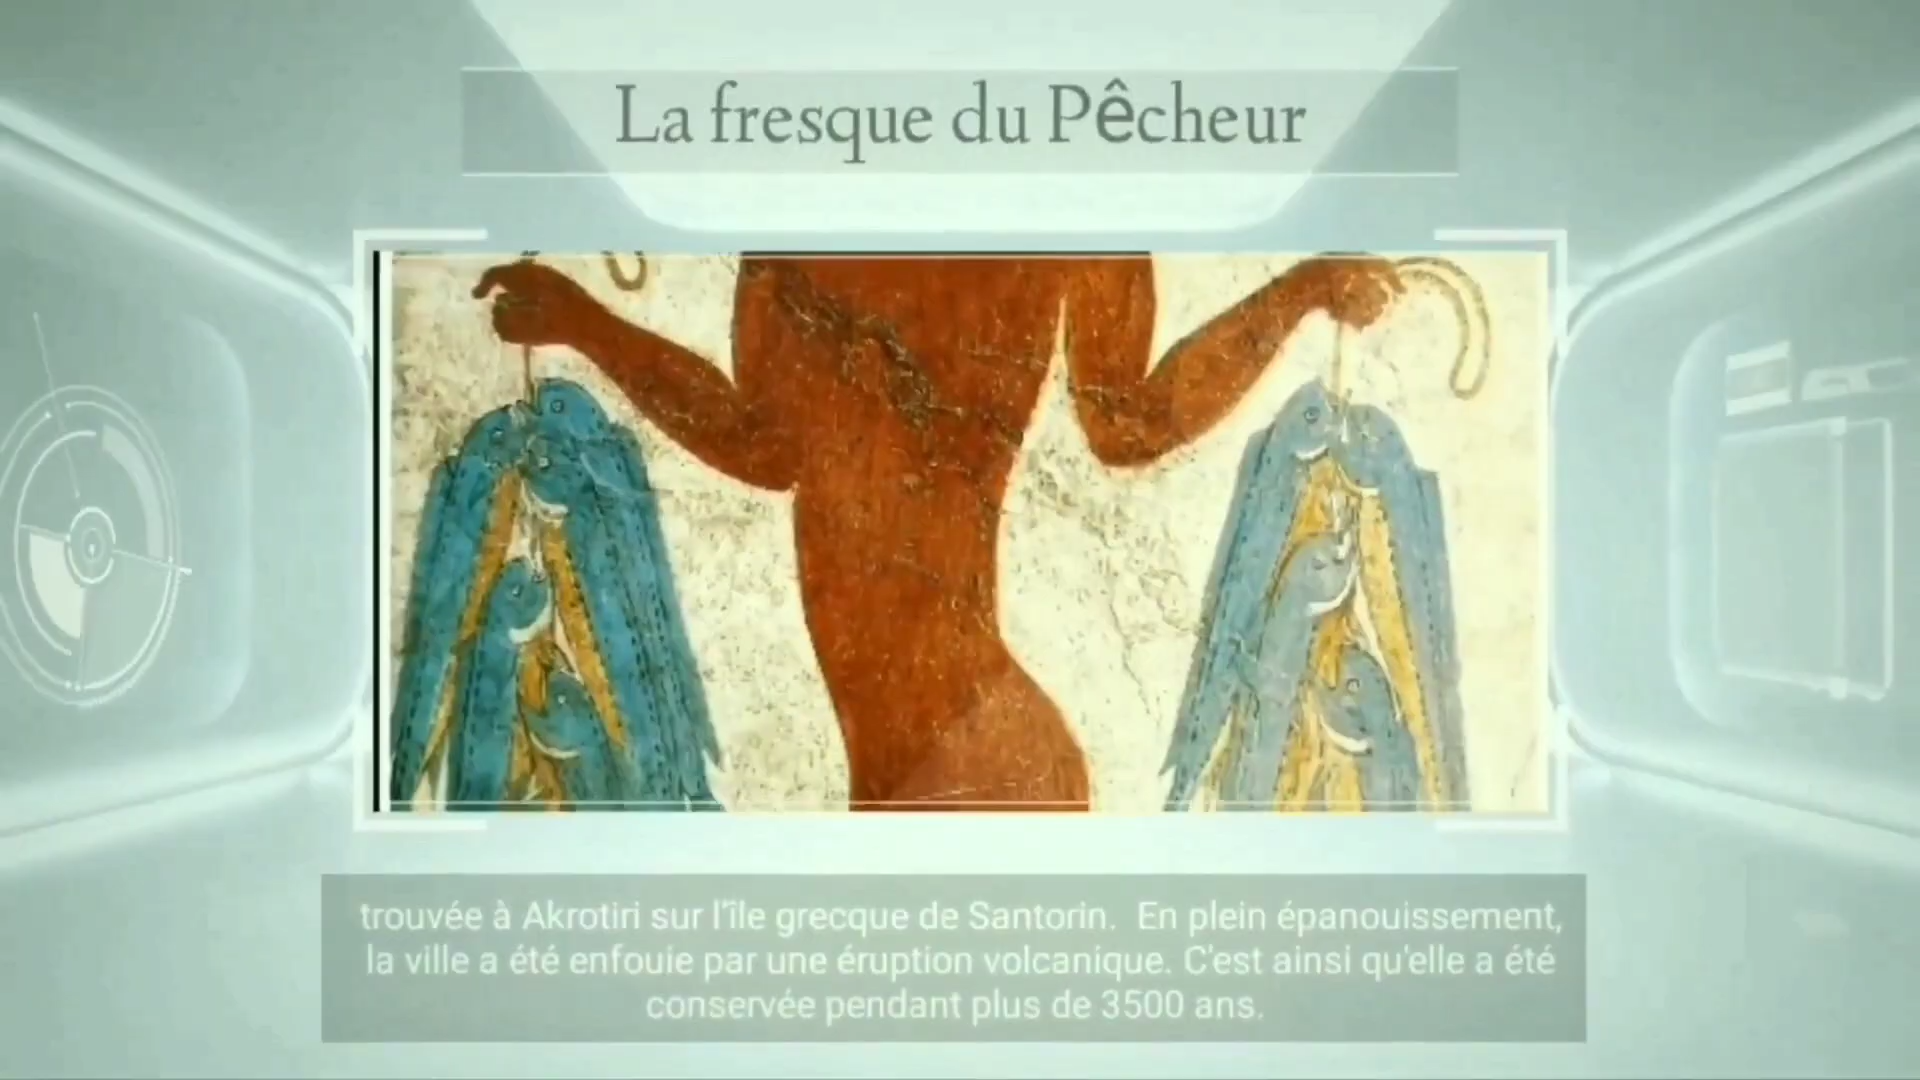 La fresque du Pêcheur
trouvée à Akrotiri sur l'île grecque de Santorin. En plein épanouissement,
la ville a été enfouie par une éruption volcanique. C'est ainsi qu'elle a été
conservée pendant plus de 3500 ans.